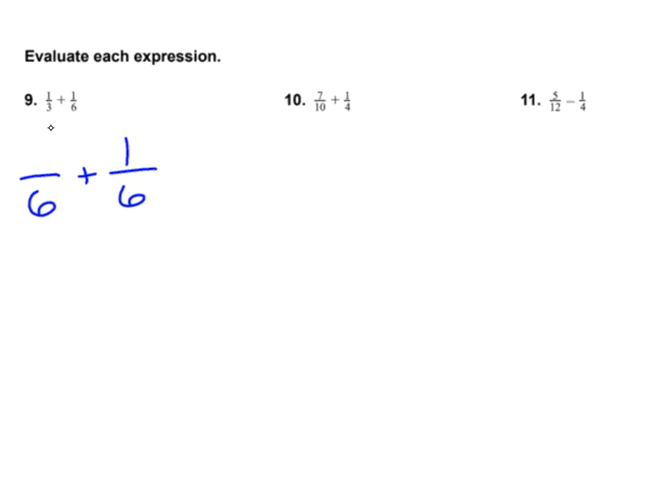 Evaluate each expression.
9. 1/3 + 1/6 10. 7/10 + 1/4 11. 5/12 − 1/4
/6 + 1/6